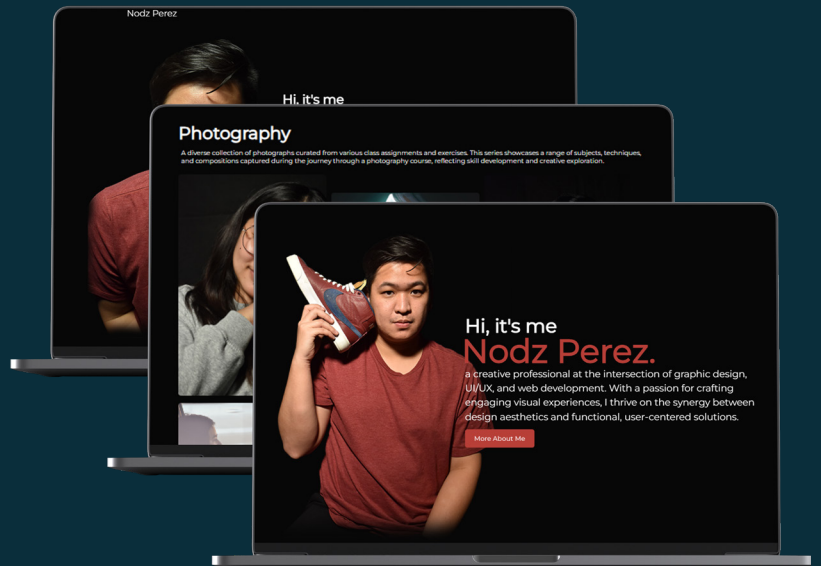 Nodz Perez
Hi, it's me
Photography
A diverse collection of photographs curated from various class assignments and exercises. This series showcases a range of subjects, techniques,
and compositions captured during the journey through a photography course, reflecting skill development and creative exploration.
Hi, it's me
Nodz Perez.
a creative professional at the intersection of graphic design,
UI/UX, and web development. With a passion for crafting
engaging visual experiences, I thrive on the synergy between
design aesthetics and functional, user-centered solutions.
More About Me